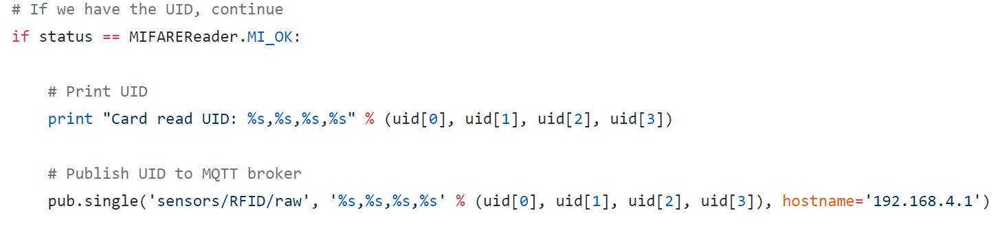 # If we have the UID, continue
if status == MIFAREReader.MI_OK:
# Print UID
print "Card read UID: %s,%s,%s,%s" % (uid[0], uid[1], uid[2], uid[3])
# Publish UID to MQTT broker
pub.single('sensors/RFID/raw', '%s,%s,%s,%s' % (uid[0], uid[1], uid[2], uid[3]), hostname='192.168.4.1')